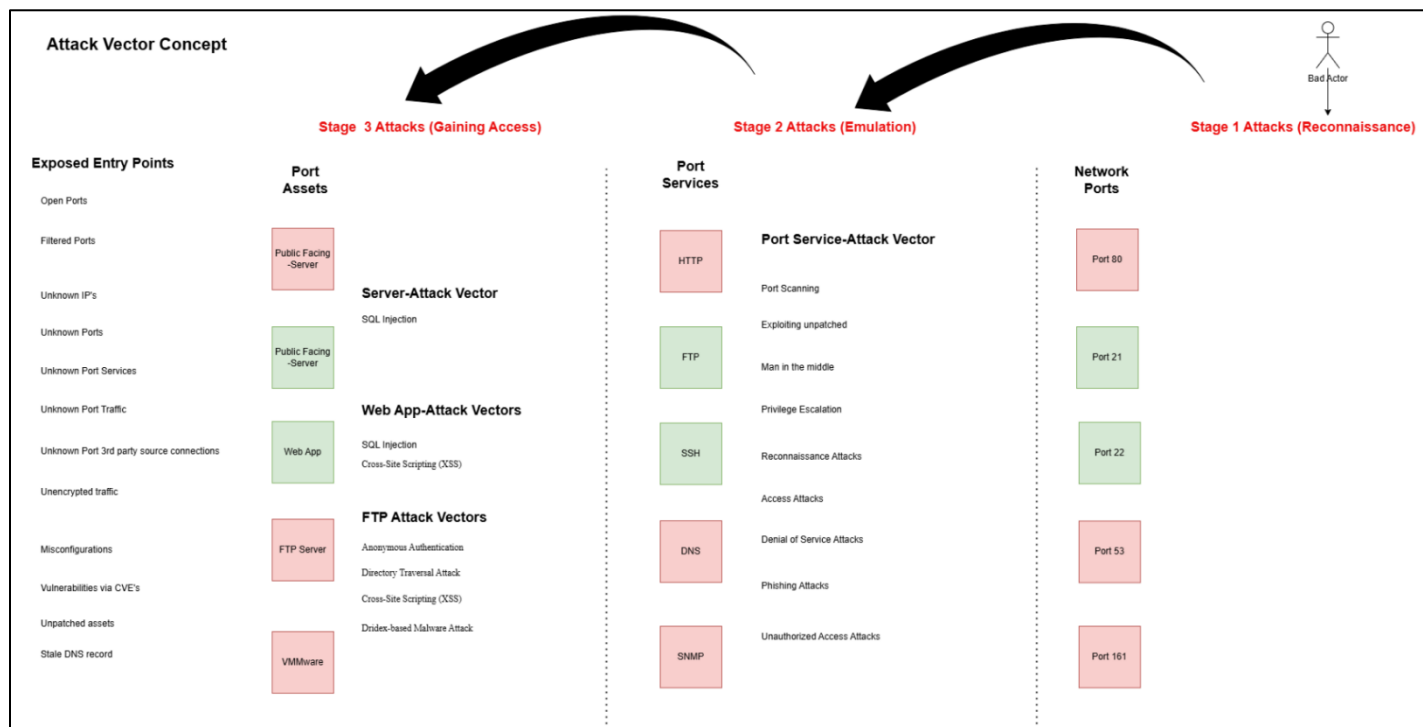 Attack Vector Concept
Bad Actor
Stage 3 Attacks (Gaining Access)
Stage 2 Attacks (Emulation)
Stage 1 Attacks (Reconnaissance)
Exposed Entry Points
Open Ports
Filtered Ports
Unknown IP's
Unknown Ports
Unknown Port Services
Unknown Port Traffic
Unknown Port 3rd party source connections
Unencrypted traffic
Misconfigurations
Vulnerabilities via CVE's
Unpatched assets
Stale DNS record
Port
Assets
Public Facing
-Server
Public Facing
-Server
Web App
FTP Server
VMMware
Server-Attack Vector
SQL Injection
Web App-Attack Vectors
SQL Injection
Cross-Site Scripting (XSS)
FTP Attack Vectors
Anonymous Authentication
Directory Traversal Attack
Cross-Site Scripting (XSS)
Dridex-based Malware Attack
Port
Services
HTTP
FTP
SSH
DNS
SNMP
Port Service-Attack Vector
Port Scanning
Exploiting unpatched
Man in the middle
Privilege Escalation
Reconnaissance Attacks
Access Attacks
Denial of Service Attacks
Phishing Attacks
Unauthorized Access Attacks
Network
Ports
Port 80
Port 21
Port 22
Port 53
Port 161